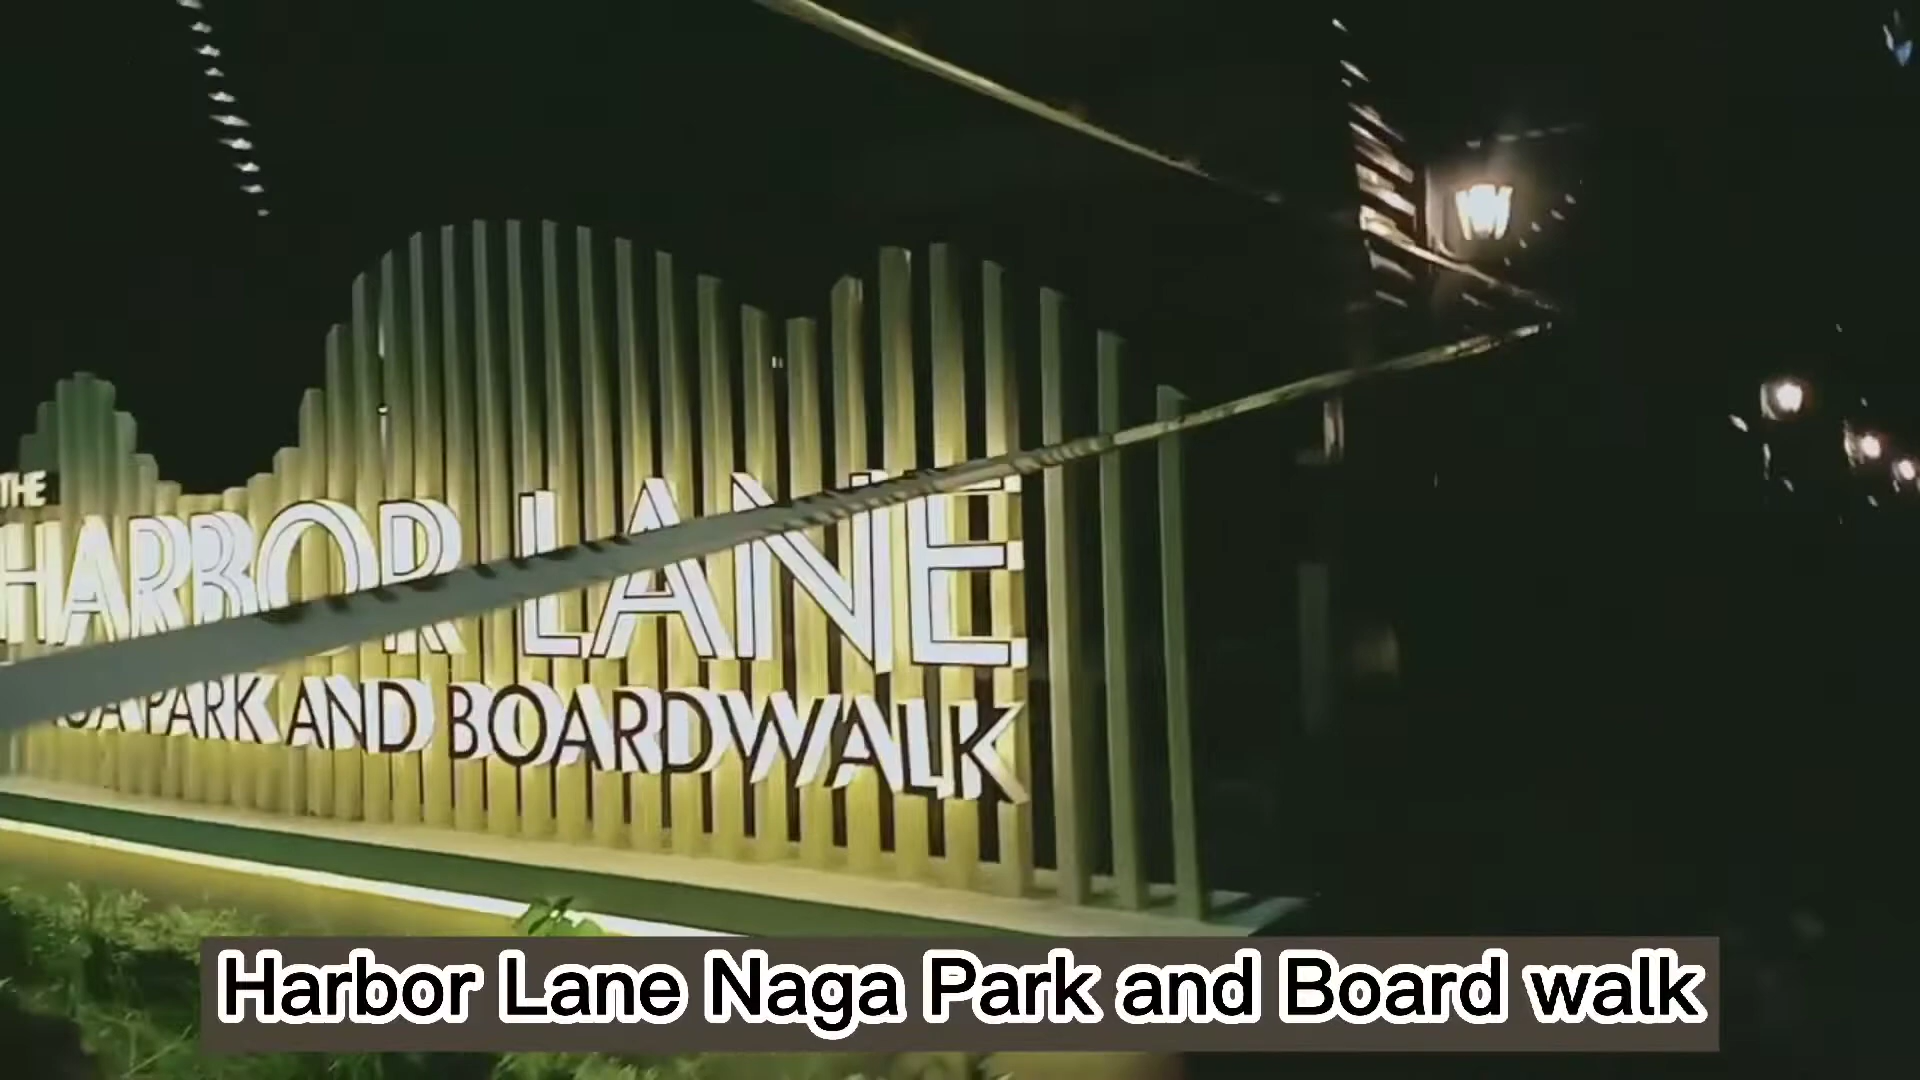 THE
HARBOR LANE
PARK AND BOARDWALK
Harbor Lane Naga Park and Board walk